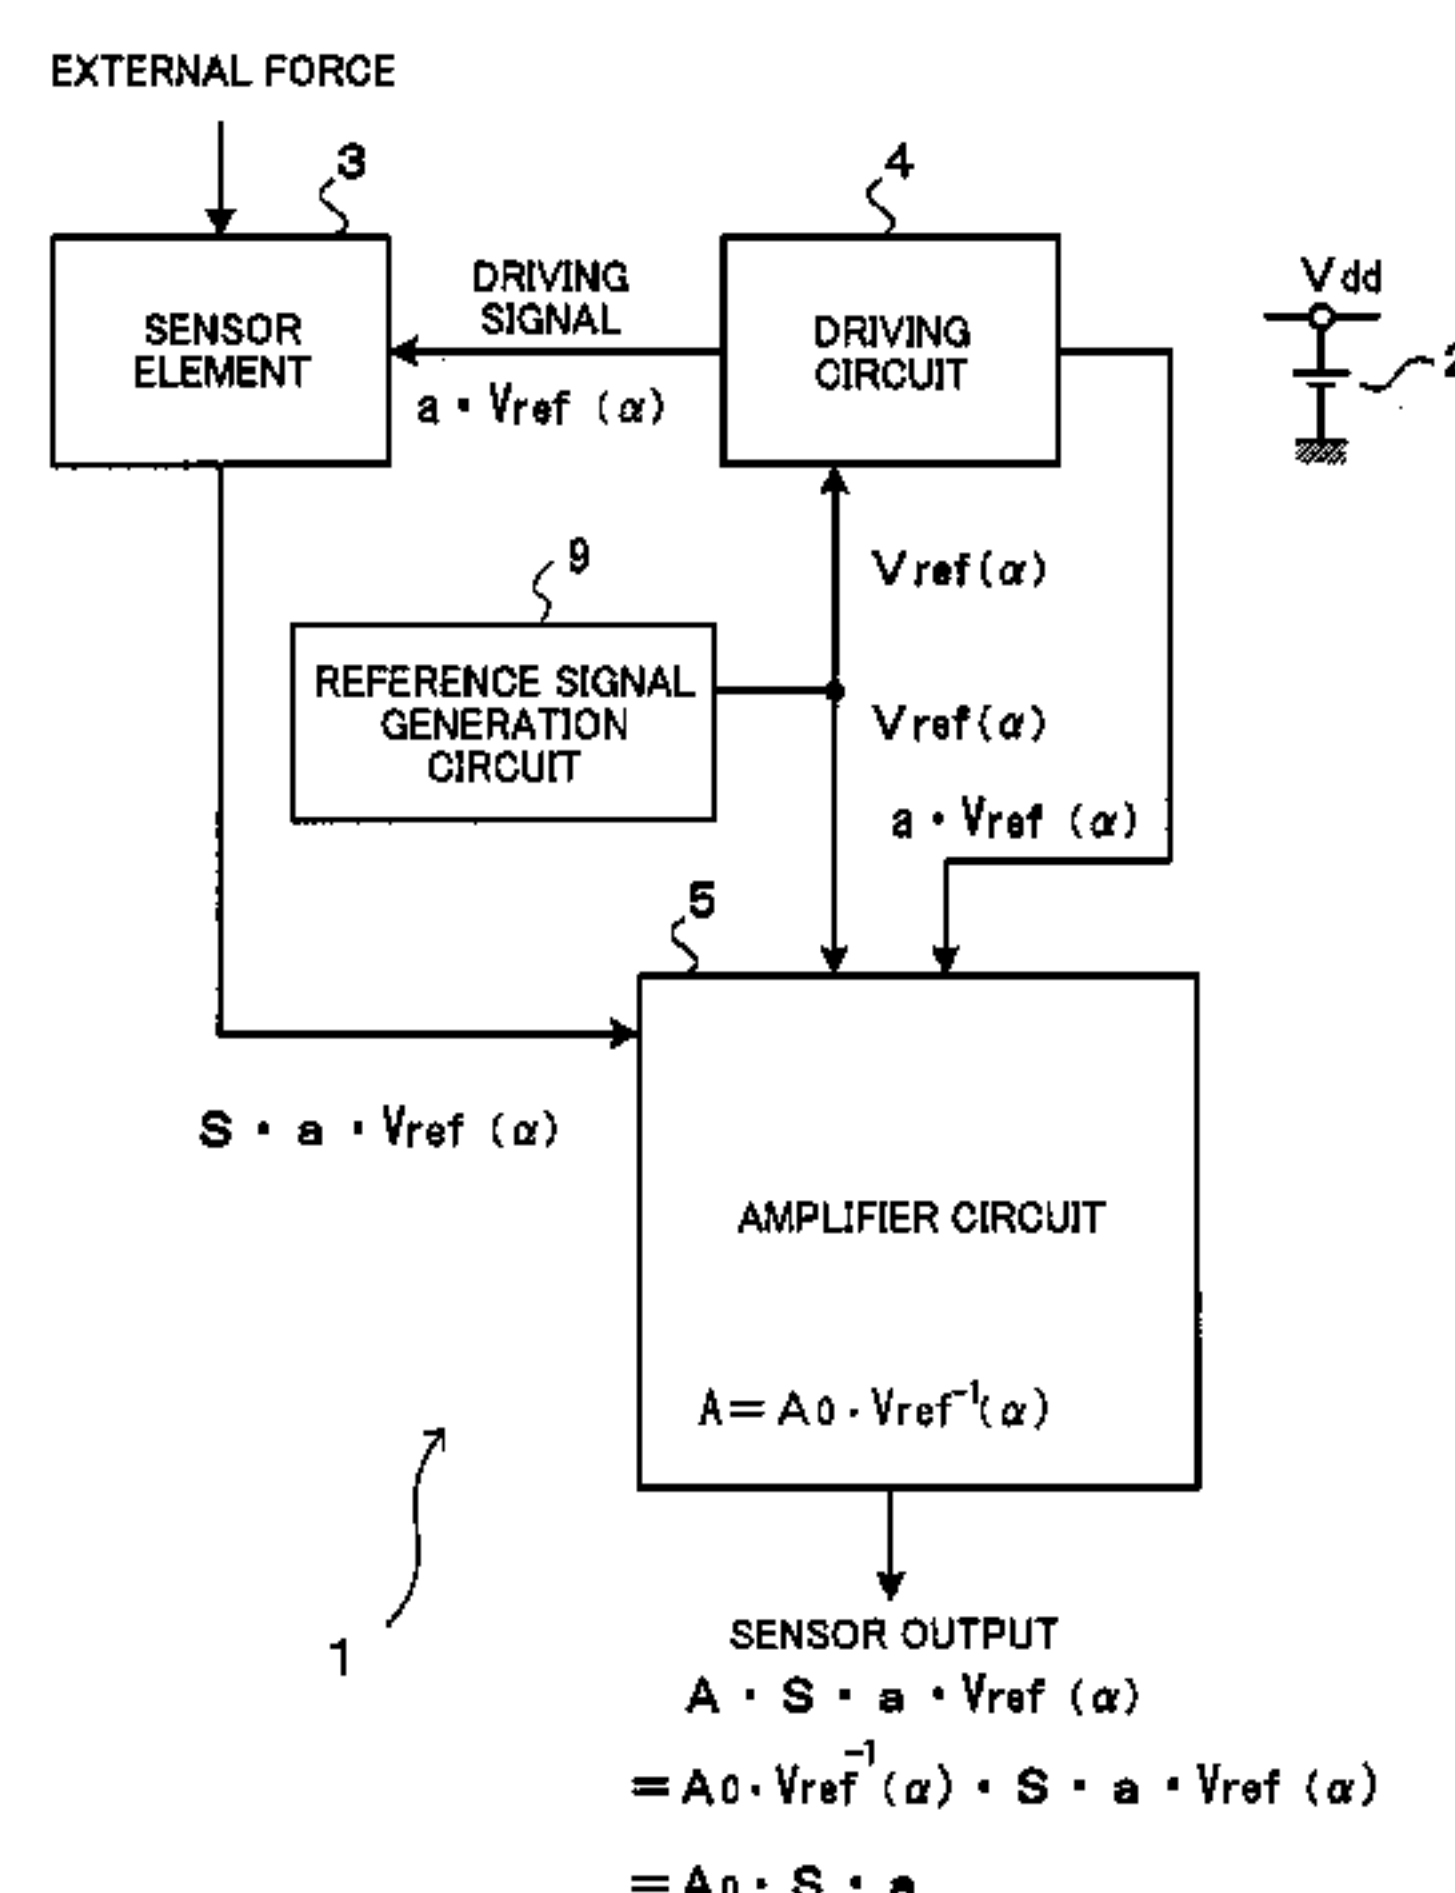 EXTERNAL FORCE
3
4
SENSOR
ELEMENT
DRIVING
SIGNAL
a・Vref (α)
DRIVING
CIRCUIT
Vdd
2
9
Vref(α)
REFERENCE SIGNAL
GENERATION
CIRCUIT
Vref(α)
a・Vref (α)
5
S・a・Vref (α)
AMPLIFIER CIRCUIT
A=A0・Vref⁻¹(α)
1
SENSOR OUTPUT
A・S・a・Vref (α)
=A0・Vref⁻¹(α)・S・a・Vref (α)
=A0・S・a